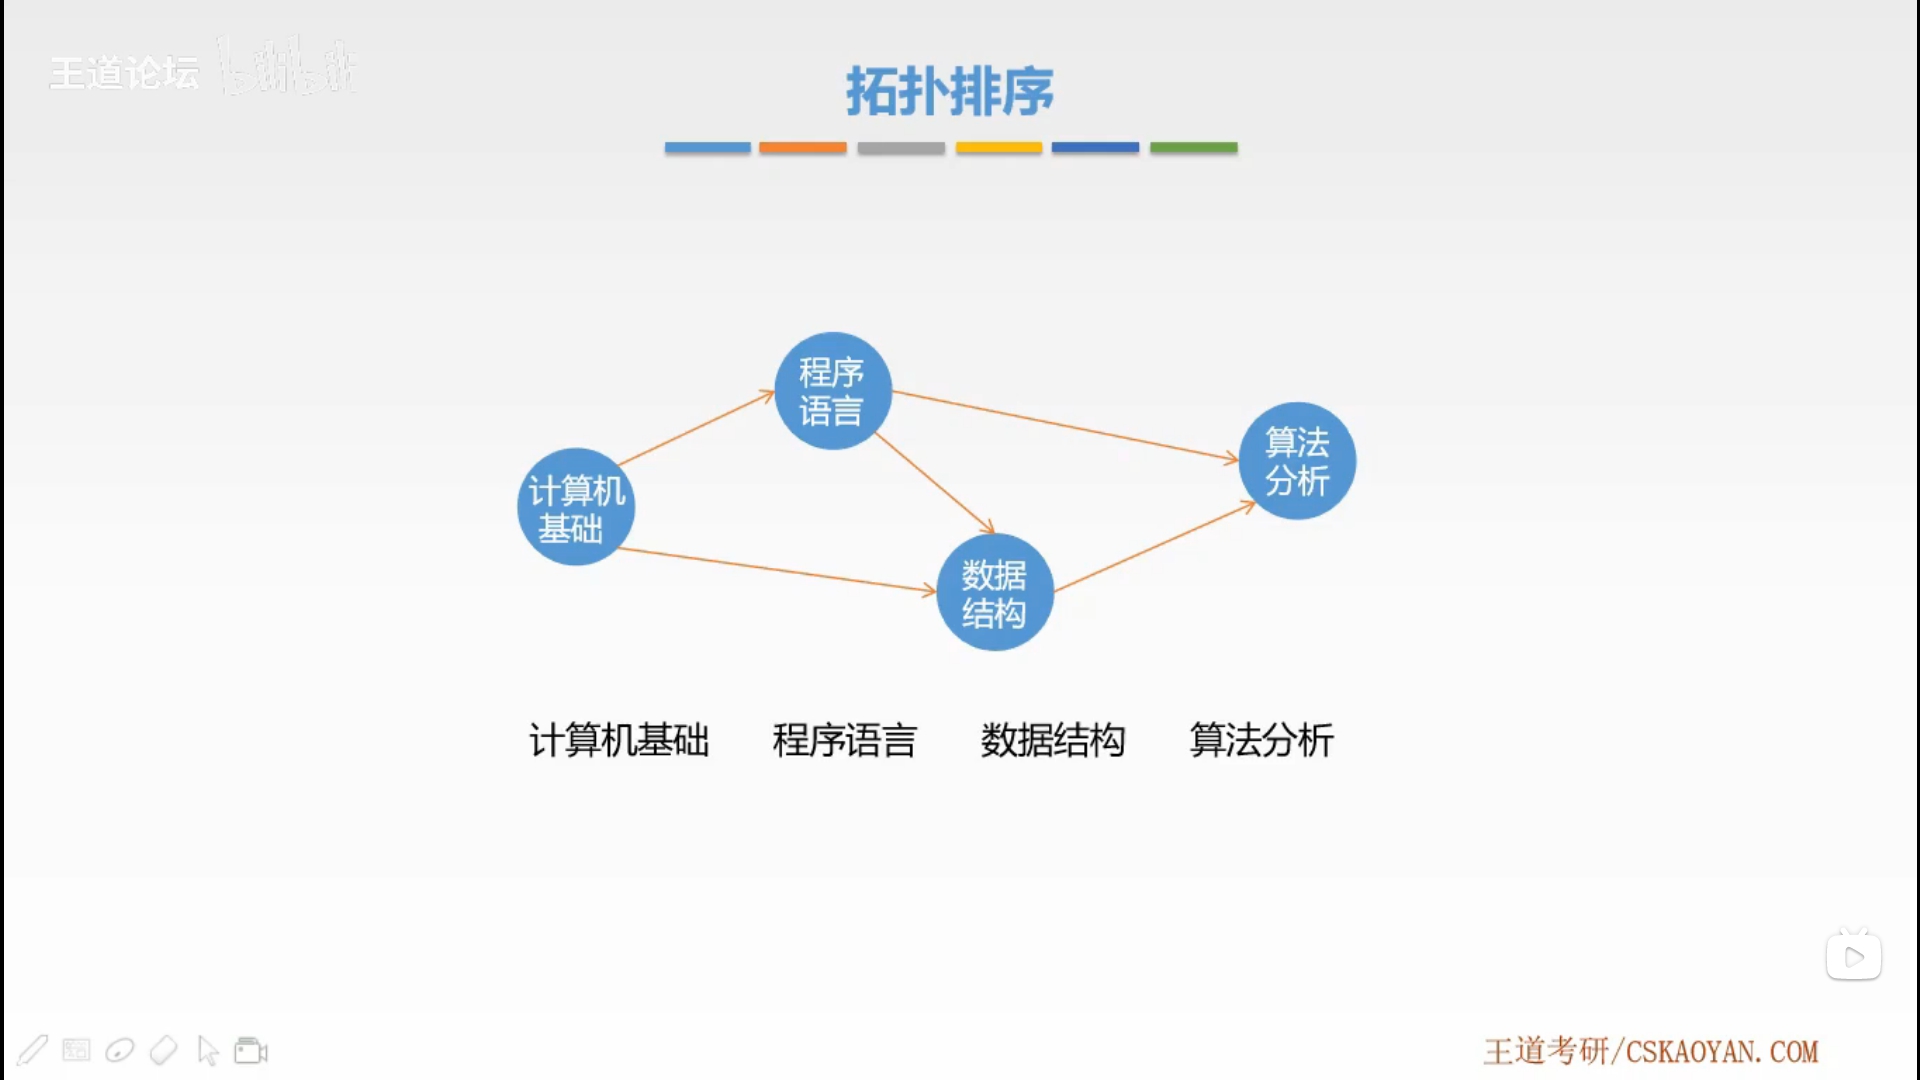 王道论坛 bilibili
拓扑排序
程序
语言
算法
分析
计算机
基础
数据
结构
计算机基础 程序语言 数据结构 算法分析
王道考研/CSKAOYAN.COM